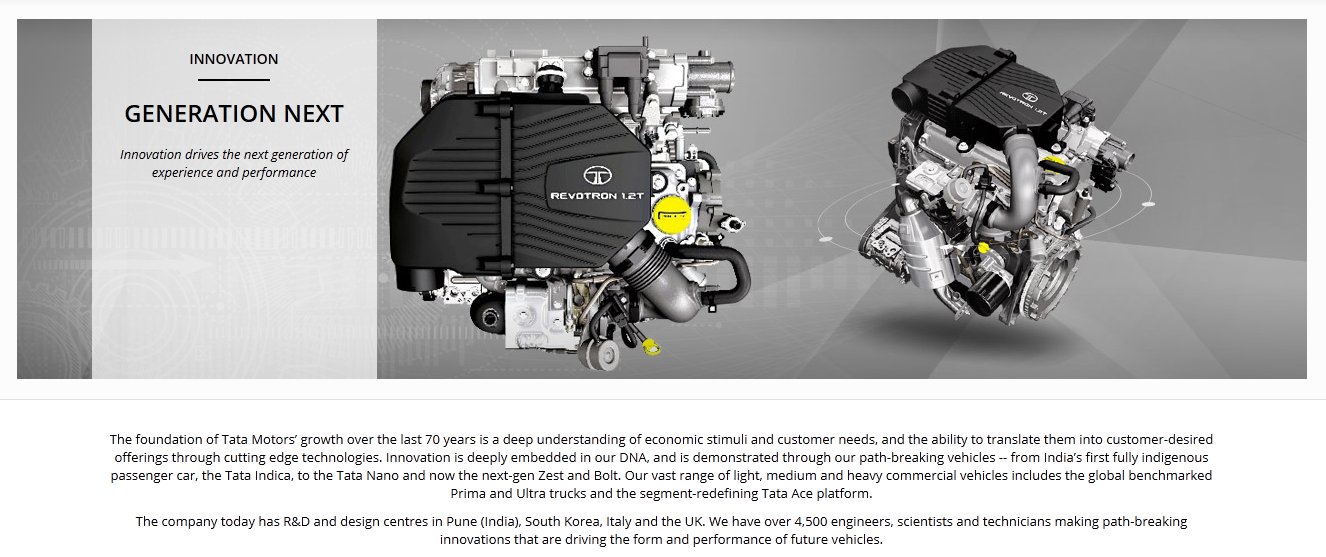 INNOVATION
GENERATION NEXT
Innovation drives the next generation of
experience and performance
REVOTRON 1.2T
REVOTRON 1.2T
The foundation of Tata Motors’ growth over the last 70 years is a deep understanding of economic stimuli and customer needs, and the ability to translate them into customer-desired
offerings through cutting edge technologies. Innovation is deeply embedded in our DNA, and is demonstrated through our path-breaking vehicles -- from India’s first fully indigenous
passenger car, the Tata Indica, to the Tata Nano and now the next-gen Zest and Bolt. Our vast range of light, medium and heavy commercial vehicles includes the global benchmarked
Prima and Ultra trucks and the segment-redefining Tata Ace platform.
The company today has R&D and design centres in Pune (India), South Korea, Italy and the UK. We have over 4,500 engineers, scientists and technicians making path-breaking
innovations that are driving the form and performance of future vehicles.